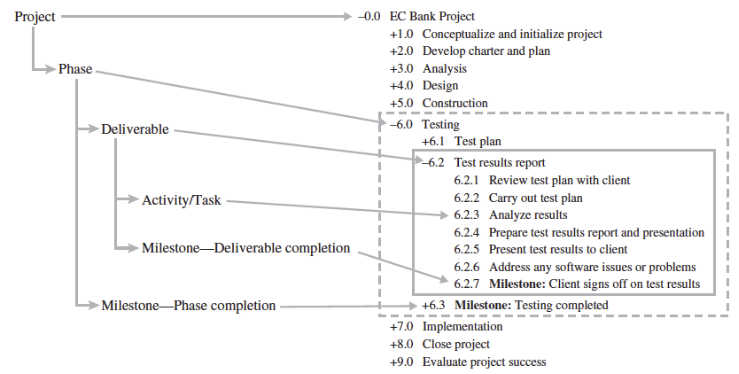 Project
Phase
Deliverable
Activity/Task
Milestone—Deliverable completion
Milestone—Phase completion
–0.0 EC Bank Project
+1.0 Conceptualize and initialize project
+2.0 Develop charter and plan
+3.0 Analysis
+4.0 Design
+5.0 Construction
–6.0 Testing
+6.1 Test plan
–6.2 Test results report
6.2.1 Review test plan with client
6.2.2 Carry out test plan
6.2.3 Analyze results
6.2.4 Prepare test results report and presentation
6.2.5 Present test results to client
6.2.6 Address any software issues or problems
6.2.7 Milestone: Client signs off on test results
+6.3 Milestone: Testing completed
+7.0 Implementation
+8.0 Close project
+9.0 Evaluate project success